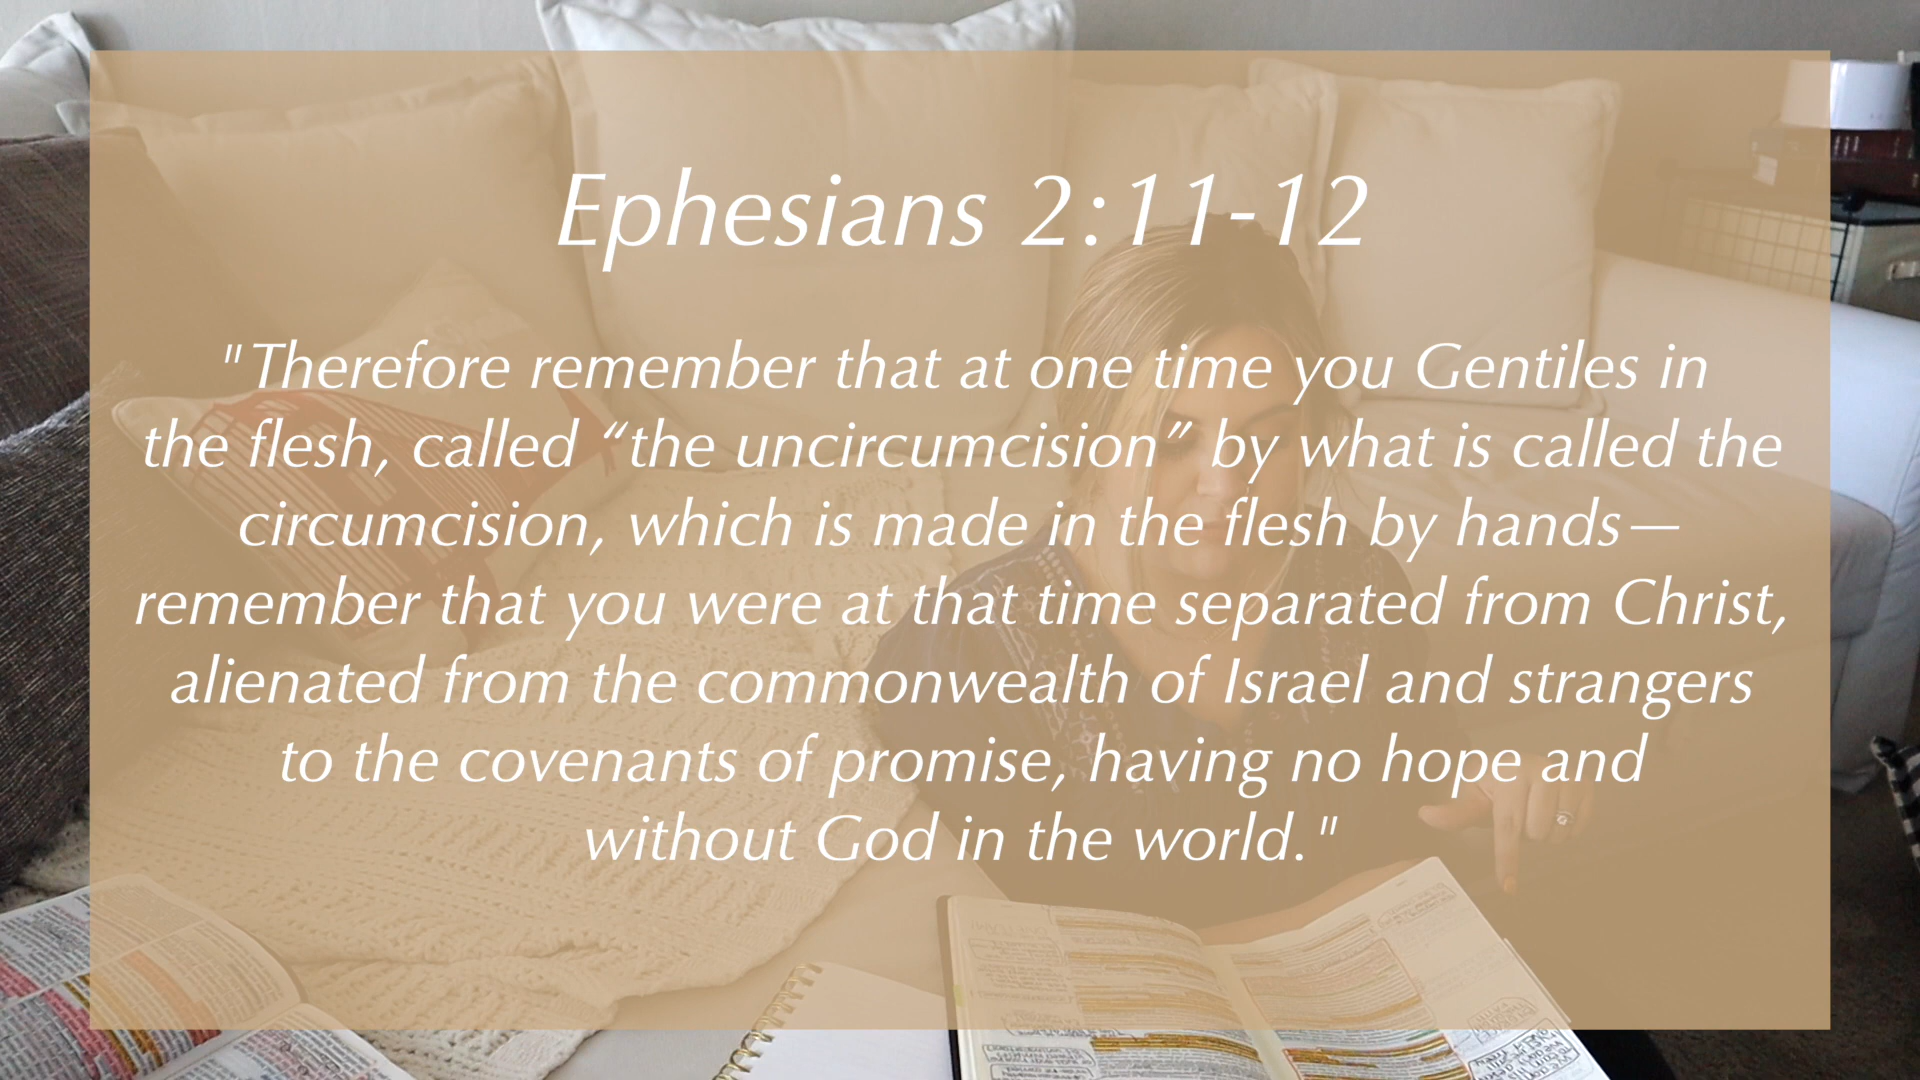 Ephesians 2:11-12
"Therefore remember that at one time you Gentiles in
the flesh, called “the uncircumcision” by what is called the
circumcision, which is made in the flesh by hands—
remember that you were at that time separated from Christ,
alienated from the commonwealth of Israel and strangers
to the covenants of promise, having no hope and
without God in the world."